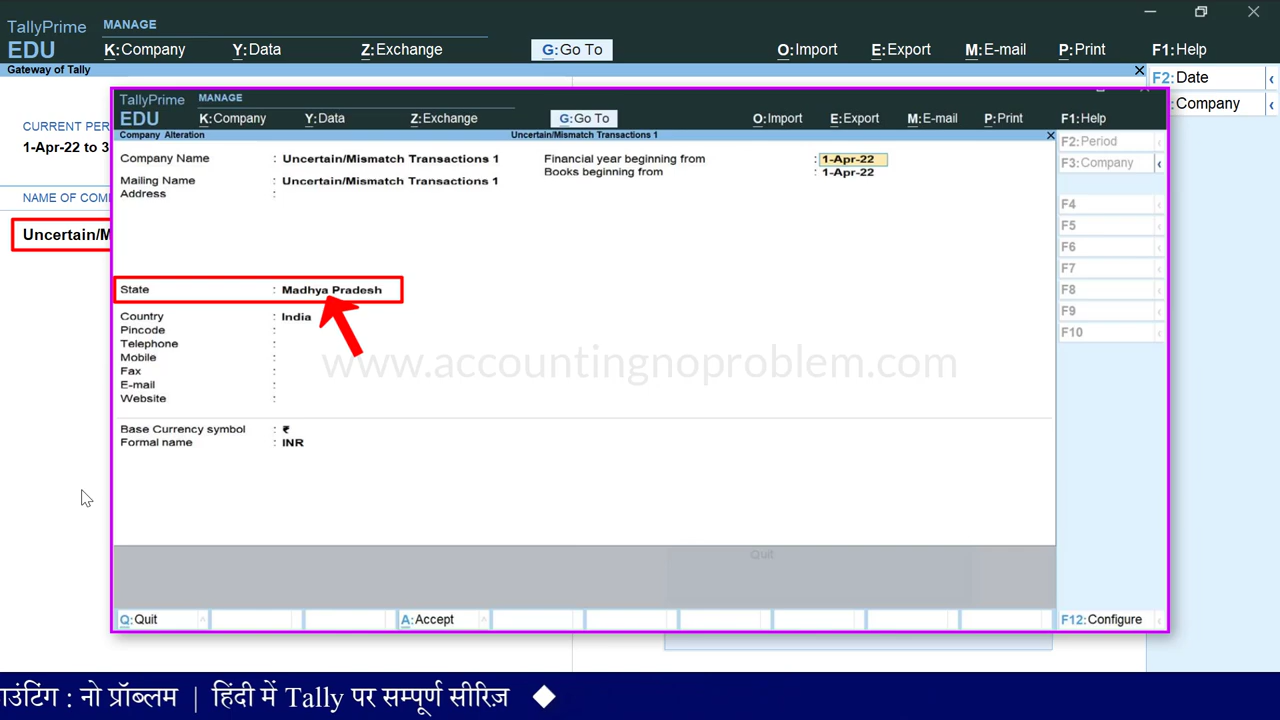 TallyPrime
MANAGE
EDU
K:Company
Y:Data
Z:Exchange
G:Go To
O:Import
E:Export
M:E-mail
P:Print
F1:Help
Gateway of Tally
F2:Date
Company
CURRENT PER
1-Apr-22 to 3
NAME OF COM
Uncertain/M
TallyPrime
MANAGE
EDU
K:Company
Y:Data
Z:Exchange
G:Go To
O:Import
E:Export
M:E-mail
P:Print
F1:Help
Company Alteration
Uncertain/Mismatch Transactions 1
Company Name : Uncertain/Mismatch Transactions 1
Financial year beginning from : 1-Apr-22
Books beginning from : 1-Apr-22
Mailing Name : Uncertain/Mismatch Transactions 1
Address :
State : Madhya Pradesh
Country : India
Pincode :
Telephone :
Mobile :
Fax :
E-mail :
Website :
www.accountingnoproblem.com
Base Currency symbol : ₹
Formal name : INR
F2:Period
F3:Company
F4
F5
F6
F7
F8
F9
F10
Quit
Q:Quit
A:Accept
F12:Configure
उंटिंग : नो प्रॉब्लम | हिंदी में Tally पर सम्पूर्ण सीरिज़